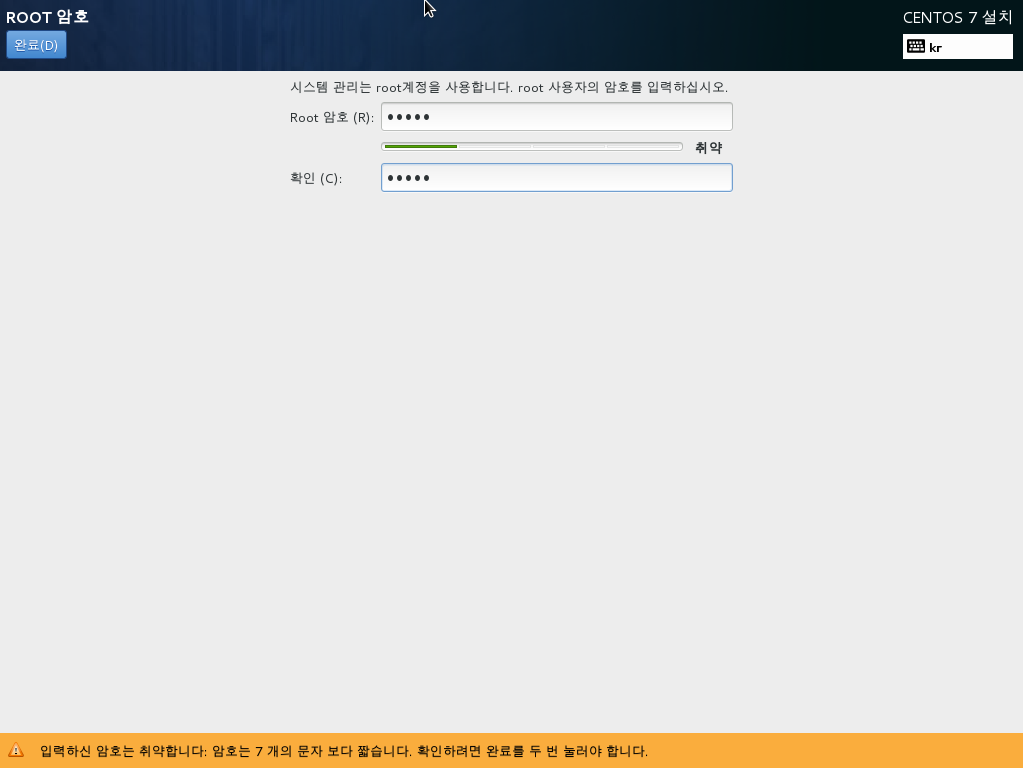 ROOT 암호
CENTOS 7 설치
완료(D)
kr
시스템 관리는 root계정을 사용합니다. root 사용자의 암호를 입력하십시오.
Root 암호 (R): •••••
취약
확인 (C): •••••
입력하신 암호는 취약합니다: 암호는 7 개의 문자 보다 짧습니다. 확인하려면 완료를 두 번 눌러야 합니다.